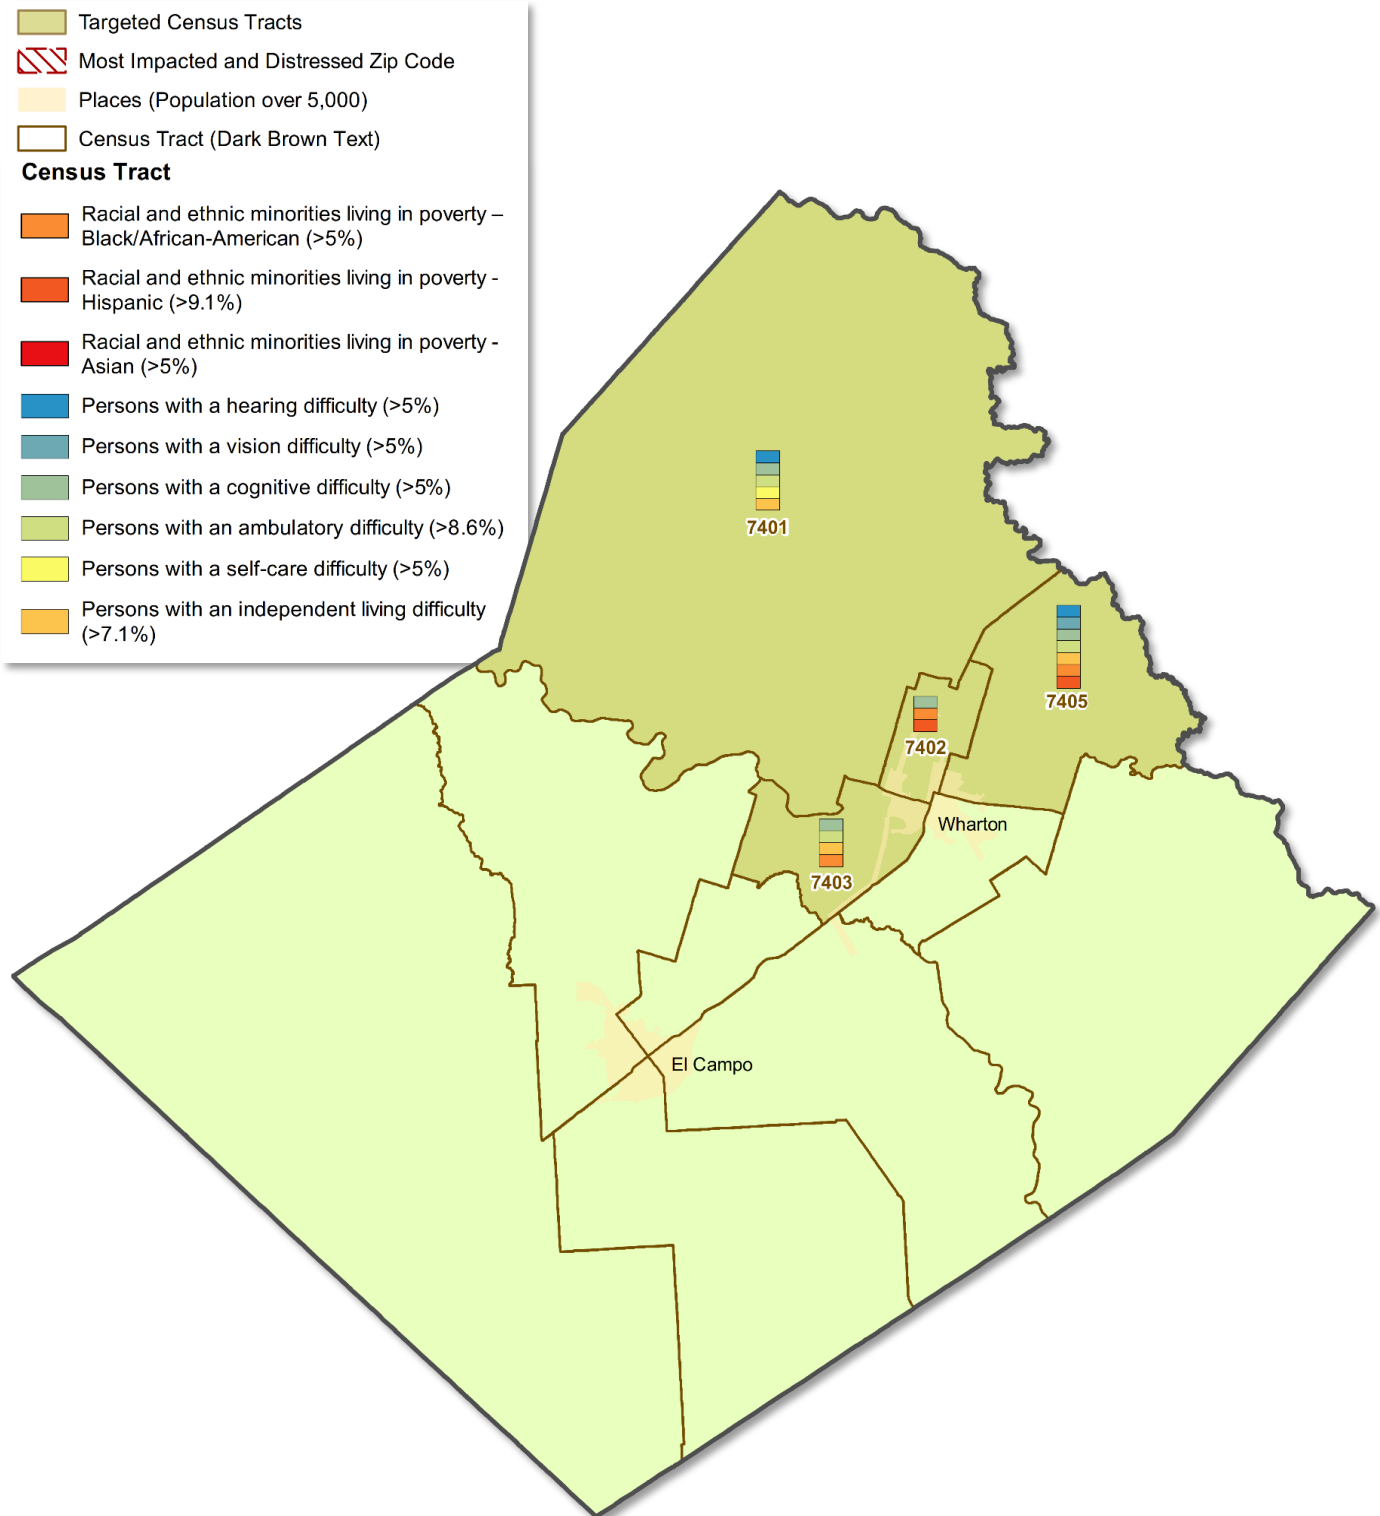 Targeted Census Tracts
Most Impacted and Distressed Zip Code
Places (Population over 5,000)
Census Tract (Dark Brown Text)
Census Tract
Racial and ethnic minorities living in poverty –
Black/African-American (>5%)
Racial and ethnic minorities living in poverty -
Hispanic (>9.1%)
Racial and ethnic minorities living in poverty -
Asian (>5%)
Persons with a hearing difficulty (>5%)
Persons with a vision difficulty (>5%)
Persons with a cognitive difficulty (>5%)
Persons with an ambulatory difficulty (>8.6%)
Persons with a self-care difficulty (>5%)
Persons with an independent living difficulty
(>7.1%)
7401
7405
7402
Wharton
7403
El Campo